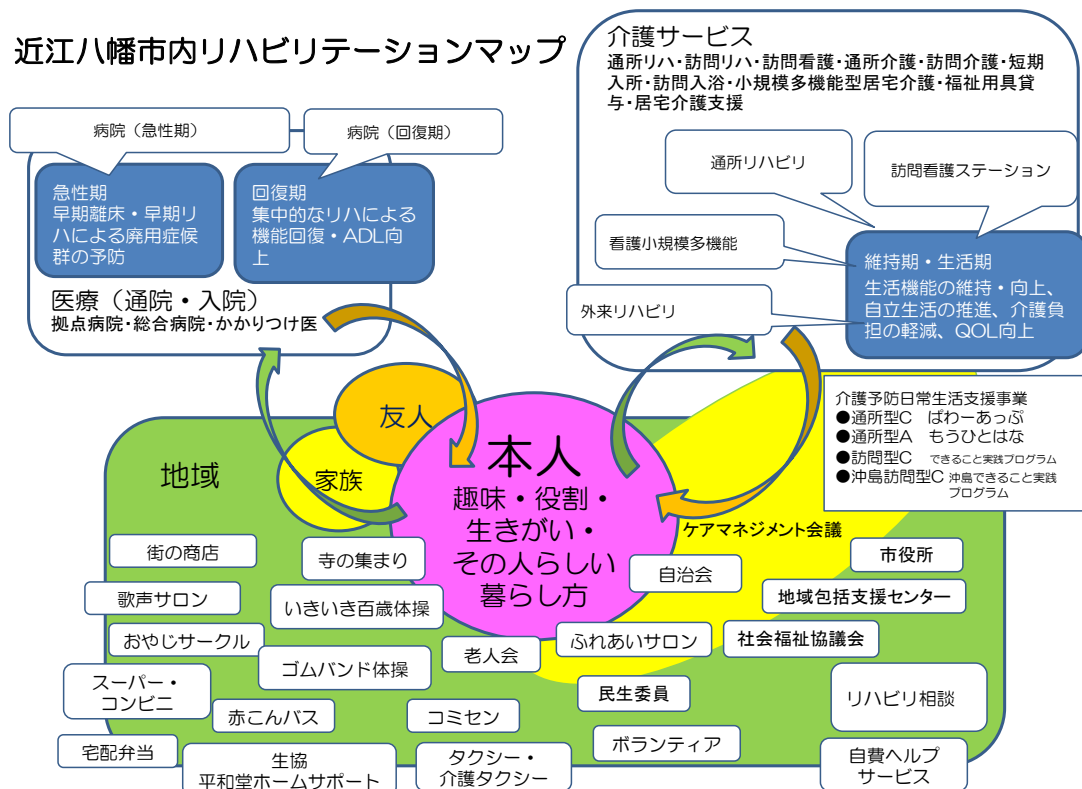 近江八幡市内リハビリテーションマップ
介護サービス
通所リハ・訪問リハ・訪問看護・通所介護・訪問介護・短期
入所・訪問入浴・小規模多機能型居宅介護・福祉用具貸
与・居宅介護支援
病院（急性期）
病院（回復期）
急性期
早期離床・早期リ
ハによる廃用症候
群の予防
回復期
集中的なリハによる
機能回復・ADL向
上
医療（通院・入院）
拠点病院・総合病院・かかりつけ医
通所リハビリ
訪問看護ステーション
看護小規模多機能
外来リハビリ
維持期・生活期
生活機能の維持・向上、
自立生活の推進、介護負
担の軽減、QOL向上
介護予防日常生活支援事業
●通所型C　ぱわーあっぷ
●通所型A　もうひとはな
●訪問型C　できること実践プログラム
●沖島訪問型C 沖島できること実践
プログラム
地域
友人
家族
本人
趣味・役割・
生きがい・
その人らしい
暮らし方
ケアマネジメント会議
街の商店
寺の集まり
自治会
市役所
歌声サロン
いきいき百歳体操
地域包括支援センター
おやじサークル
ゴムバンド体操
老人会
ふれあいサロン
社会福祉協議会
スーパー・
コンビニ
赤こんバス
コミセン
民生委員
リハビリ相談
宅配弁当
生協
平和堂ホームサポート
タクシー・
介護タクシー
ボランティア
自費ヘルプ
サービス